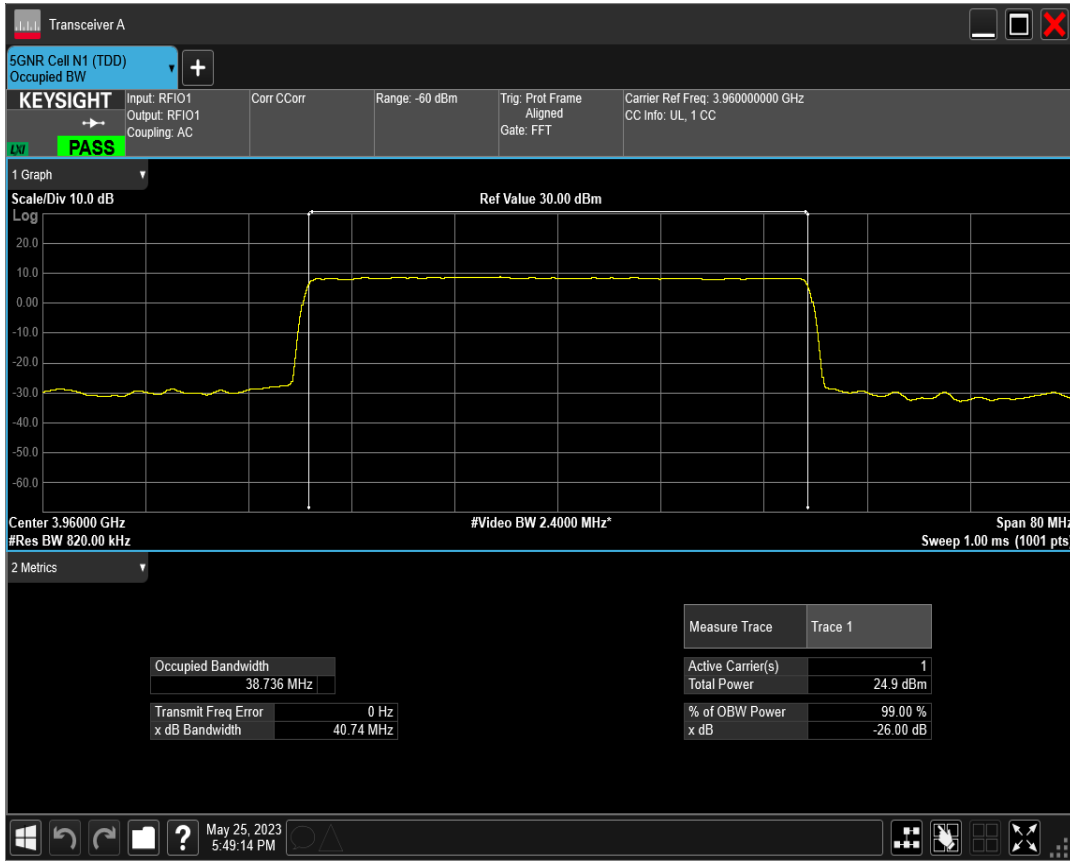 Transceiver A
5GNR Cell N1 (TDD)
Occupied BW
+
KEYSIGHT
LXI
PASS
Input: RFIO1
Output: RFIO1
Coupling: AC
Corr CCorr
Range: -60 dBm
Trig: Prot Frame
Aligned
Gate: FFT
Carrier Ref Freq: 3.960000000 GHz
CC Info: UL, 1 CC
1 Graph
Scale/Div 10.0 dB
Ref Value 30.00 dBm
Log
20.0
10.0
0.00
-10.0
-20.0
-30.0
-40.0
-50.0
-60.0
Center 3.96000 GHz
#Video BW 2.4000 MHz*
Span 80 MHz
#Res BW 820.00 kHz
Sweep 1.00 ms (1001 pts)
2 Metrics
Measure Trace Trace 1
Occupied Bandwidth
38.736 MHz
Active Carrier(s) 1
Total Power 24.9 dBm
Transmit Freq Error 0 Hz
x dB Bandwidth 40.74 MHz
% of OBW Power 99.00 %
x dB -26.00 dB
?
May 25, 2023
5:49:14 PM